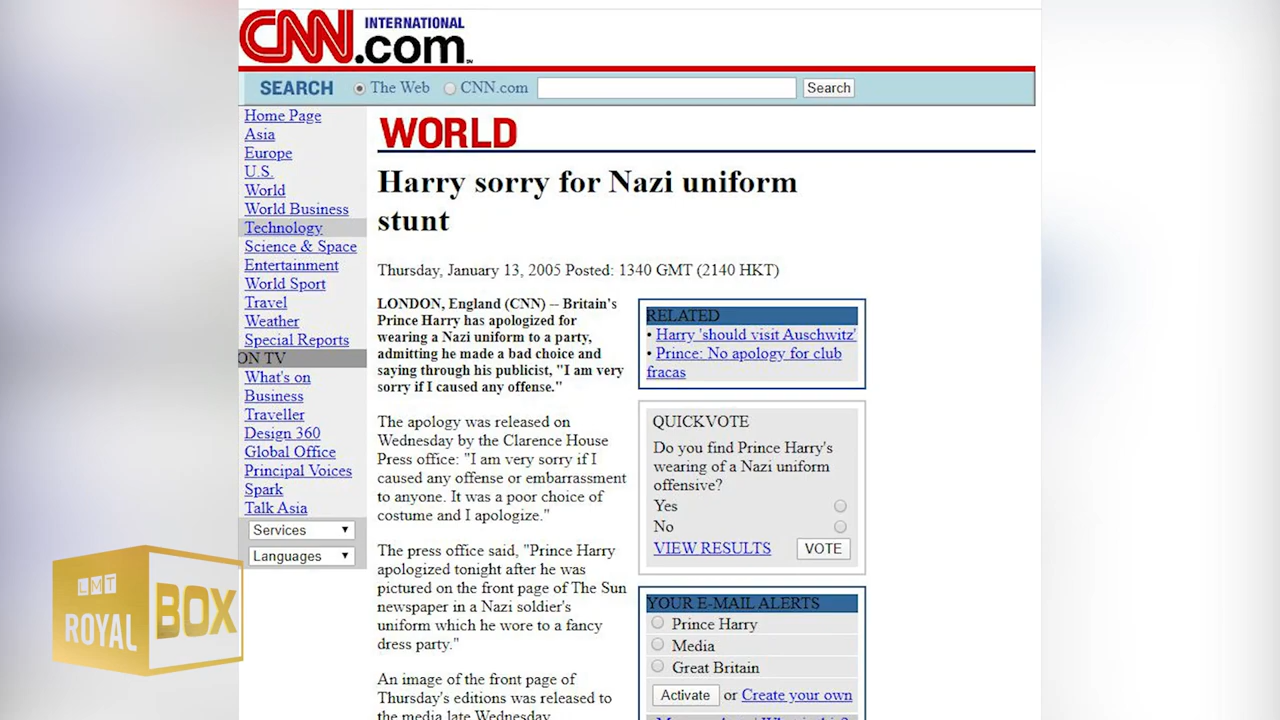 CNN INTERNATIONAL
.com
SEARCH The Web CNN.com Search
Home Page
Asia
Europe
U.S.
World
World Business
Technology
Science & Space
Entertainment
World Sport
Travel
Weather
Special Reports
ON TV
What's on
Business
Traveller
Design 360
Global Office
Principal Voices
Spark
Talk Asia
Services
Languages
WORLD
Harry sorry for Nazi uniform
stunt
Thursday, January 13, 2005 Posted: 1340 GMT (2140 HKT)
LONDON, England (CNN) -- Britain's
Prince Harry has apologized for
wearing a Nazi uniform to a party,
admitting he made a bad choice and
saying through his publicist, "I am very
sorry if I caused any offense."
The apology was released on
Wednesday by the Clarence House
Press office: "I am very sorry if I
caused any offense or embarrassment
to anyone. It was a poor choice of
costume and I apologize."
The press office said, "Prince Harry
apologized tonight after he was
pictured on the front page of The Sun
newspaper in a Nazi soldier's
uniform which he wore to a fancy
dress party."
An image of the front page of
Thursday's editions was released to
the media late Wednesday.
RELATED
• Harry 'should visit Auschwitz'
• Prince: No apology for club
fracas
QUICKVOTE
Do you find Prince Harry's
wearing of a Nazi uniform
offensive?
Yes
No
VIEW RESULTS VOTE
YOUR E-MAIL ALERTS
Prince Harry
Media
Great Britain
Activate or Create your own
LMT
ROYAL
BOX